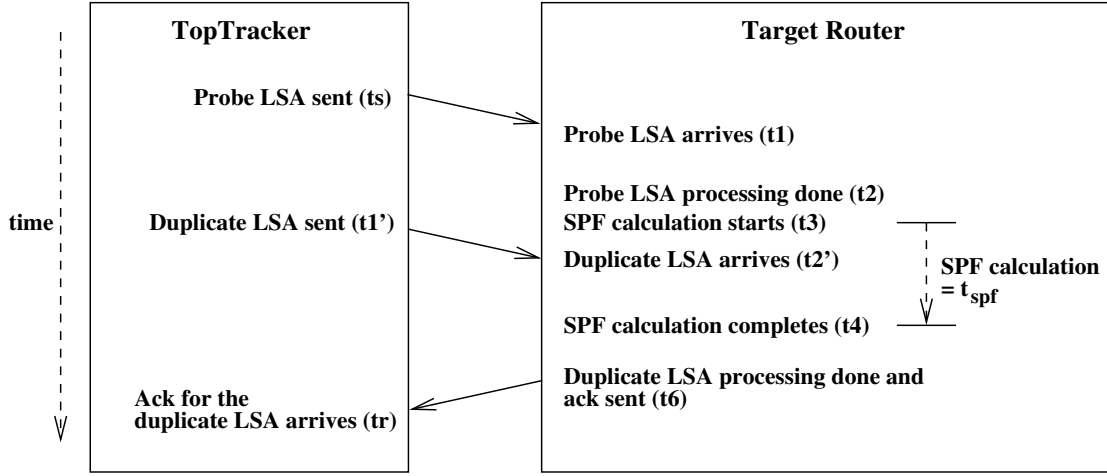 TopTracker
Target Router
Probe LSA sent (ts)
Probe LSA arrives (t1)
Probe LSA processing done (t2)
time
Duplicate LSA sent (t1')
SPF calculation starts (t3)
Duplicate LSA arrives (t2')
SPF calculation
= t_spf
SPF calculation completes (t4)
Ack for the
duplicate LSA arrives (tr)
Duplicate LSA processing done and
ack sent (t6)